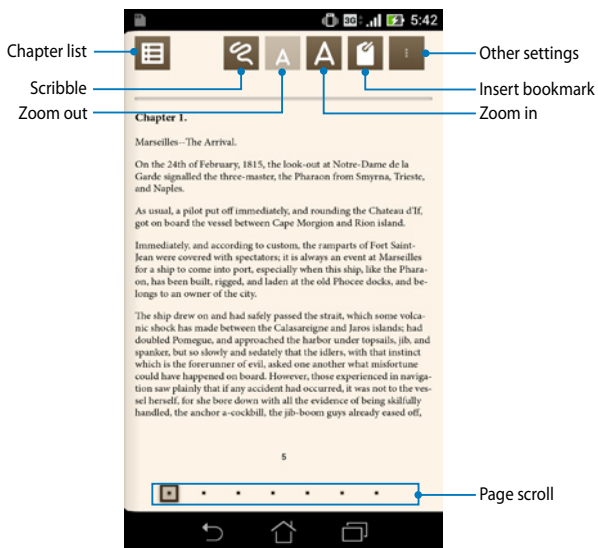 3G 5:42
Chapter list
Other settings
Scribble
Insert bookmark
Zoom out
Zoom in
A
A
Chapter 1.
Marseilles--The Arrival.
On the 24th of February, 1815, the look-out at Notre-Dame de la
Garde signalled the three-master, the Pharaon from Smyrna, Trieste,
and Naples.
As usual, a pilot put off immediately, and rounding the Chateau d'If,
got on board the vessel between Cape Morgion and Rion island.
Immediately, and according to custom, the ramparts of Fort Saint-
Jean were covered with spectators; it is always an event at Marseilles
for a ship to come into port, especially when this ship, like the Phara-
on, has been built, rigged, and laden at the old Phocee docks, and be-
longs to an owner of the city.
The ship drew on and had safely passed the strait, which some volca-
nic shock has made between the Calasareigne and Jaros islands; had
doubled Pomegue, and approached the harbor under topsails, jib, and
spanker, but so slowly and sedately that the idlers, with that instinct
which is the forerunner of evil, asked one another what misfortune
could have happened on board. However, those experienced in naviga-
tion saw plainly that if any accident had occurred, it was not to the ves-
sel herself, for she bore down with all the evidence of being skilfully
handled, the anchor a-cockbill, the jib-boom guys already eased off,
5
Page scroll